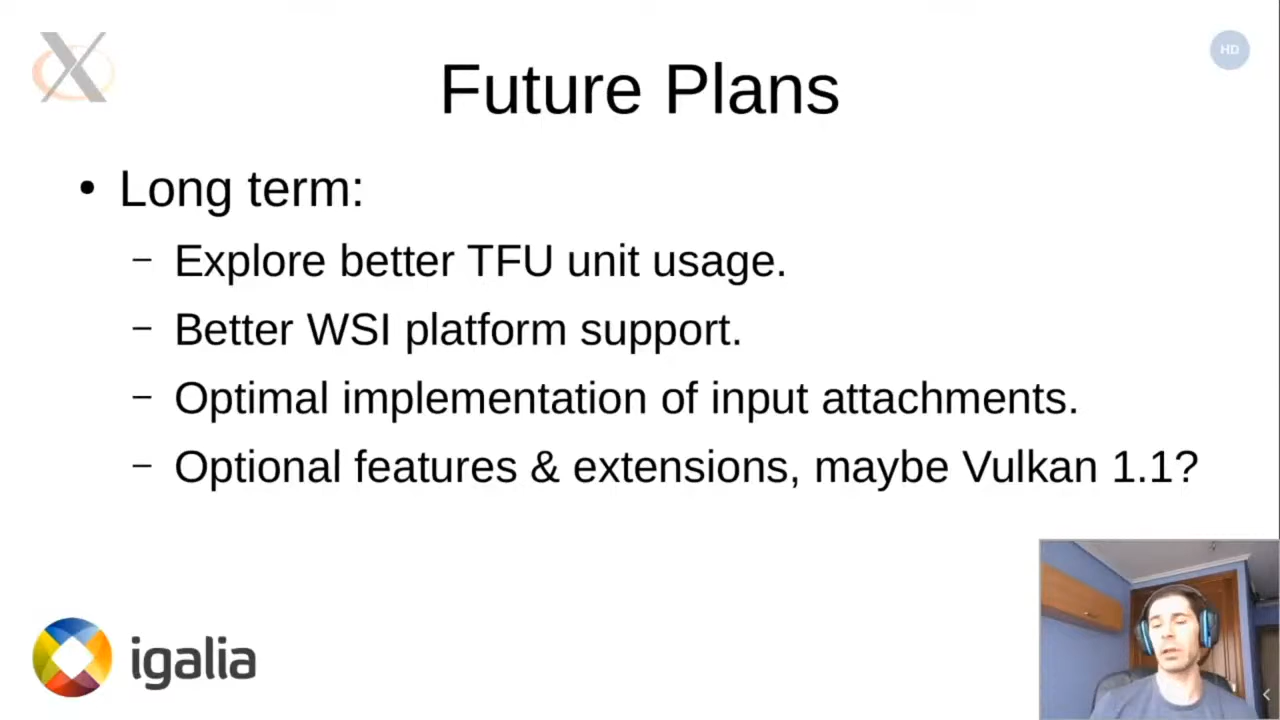 HD
Future Plans
• Long term:
– Explore better TFU unit usage.
– Better WSI platform support.
– Optimal implementation of input attachments.
– Optional features & extensions, maybe Vulkan 1.1?
igalia